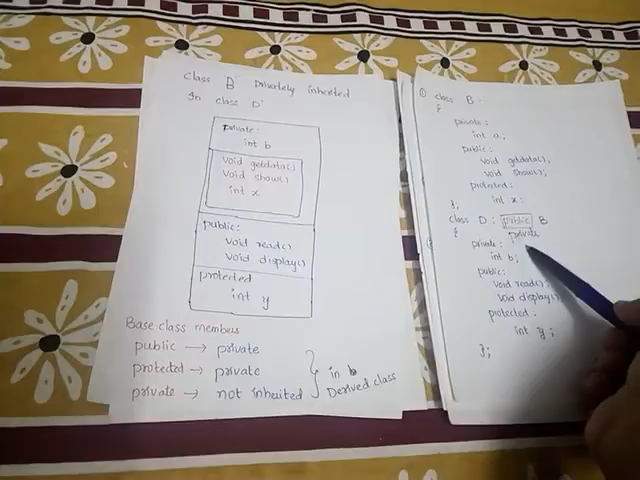 Class 'B' Privately inherited
In class 'D'
private:
int b
void getdata()
void show()
int x
public:
void read()
void display()
protected
int y
Base class members
public → private
protected → private
private → not inherited
in
Derived class
① class B
{
private:
int a;
public:
void getdata();
void show();
protected:
int x;
};
class D : public B
private
{
private:
int b;
public:
void read();
void display()
protected:
int y;
};